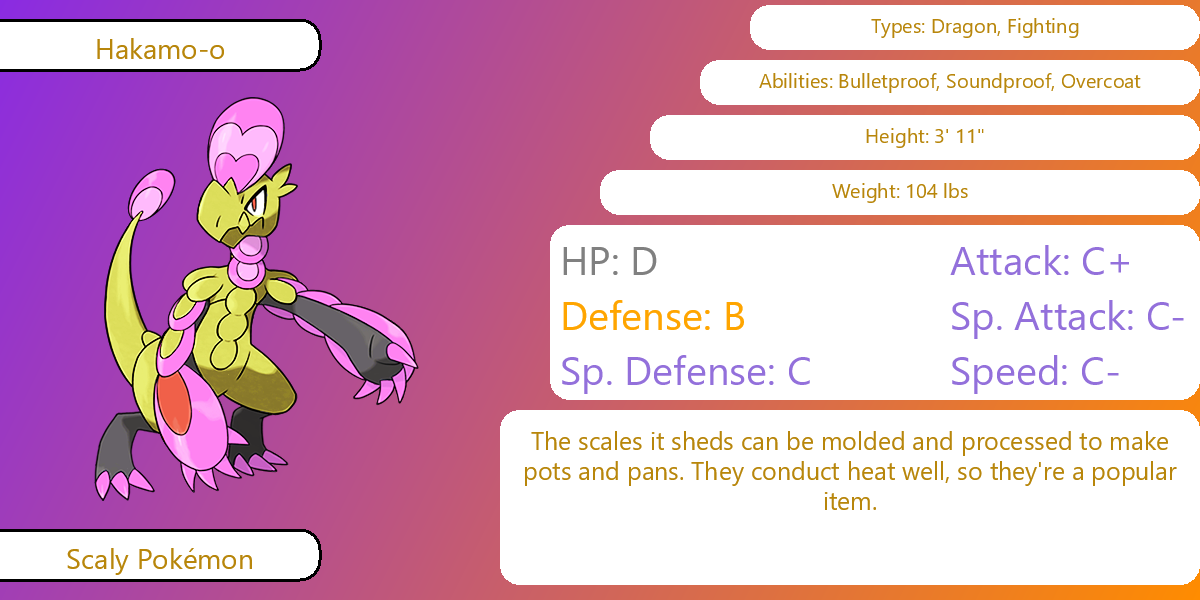 Hakamo-o
Types: Dragon, Fighting
Abilities: Bulletproof, Soundproof, Overcoat
Height: 3' 11"
Weight: 104 lbs
HP: D
Attack: C+
Defense: B
Sp. Attack: C-
Sp. Defense: C
Speed: C-
The scales it sheds can be molded and processed to make
pots and pans. They conduct heat well, so they're a popular
item.
Scaly Pokémon